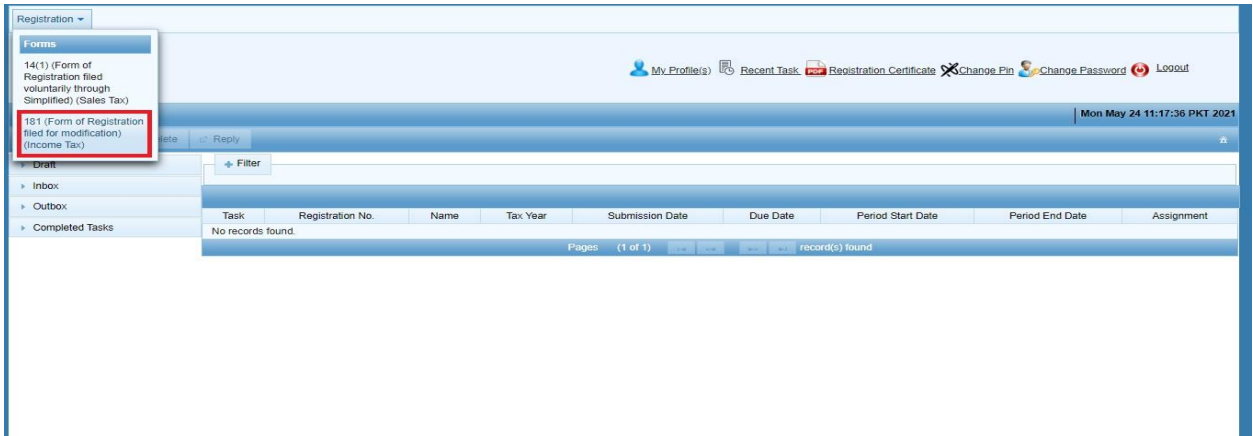 Registration
Forms
14(1) (Form of
Registration filed
voluntarily through
Simplified) (Sales Tax)
181 (Form of Registration
filed for modification)
(Income Tax)
My Profile(s) Recent Task PDF Registration Certificate Change Pin Change Password Logout
Mon May 24 11:17:36 PKT 2021
Reply
Draft
Inbox
Outbox
Completed Tasks
Filter
Task Registration No. Name Tax Year Submission Date Due Date Period Start Date Period End Date Assignment
No records found.
Pages (1 of 1) record(s) found